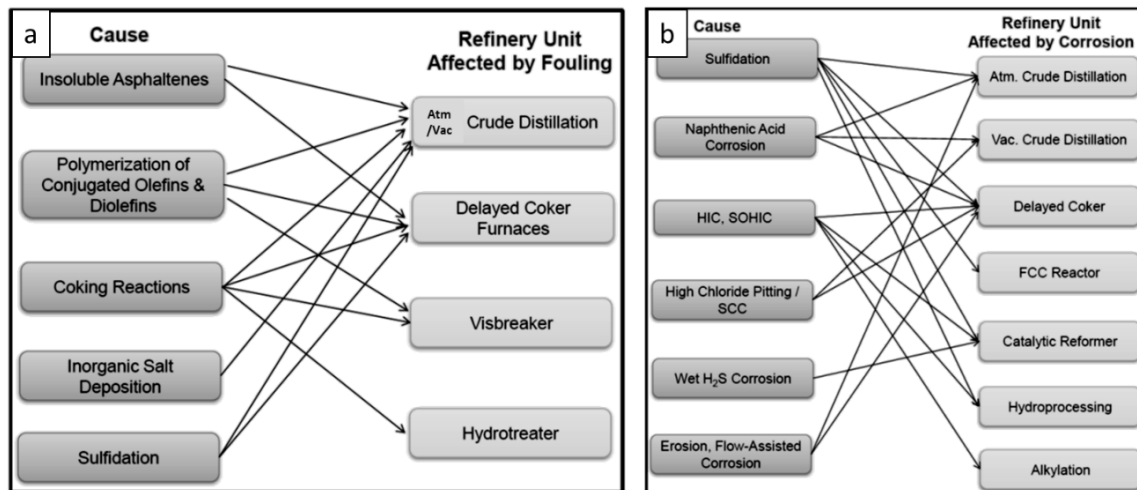 a
Cause
Refinery Unit
Affected by Fouling
Insoluble Asphaltenes
Polymerization of
Conjugated Olefins &
Diolefins
Coking Reactions
Inorganic Salt
Deposition
Sulfidation
Atm
/Vac
Crude Distillation
Delayed Coker
Furnaces
Visbreaker
Hydrotreater
b
Cause
Refinery Unit
Affected by Corrosion
Sulfidation
Naphthenic Acid
Corrosion
HIC, SOHIC
High Chloride Pitting /
SCC
Wet H₂S Corrosion
Erosion, Flow-Assisted
Corrosion
Atm. Crude Distillation
Vac. Crude Distillation
Delayed Coker
FCC Reactor
Catalytic Reformer
Hydroprocessing
Alkylation